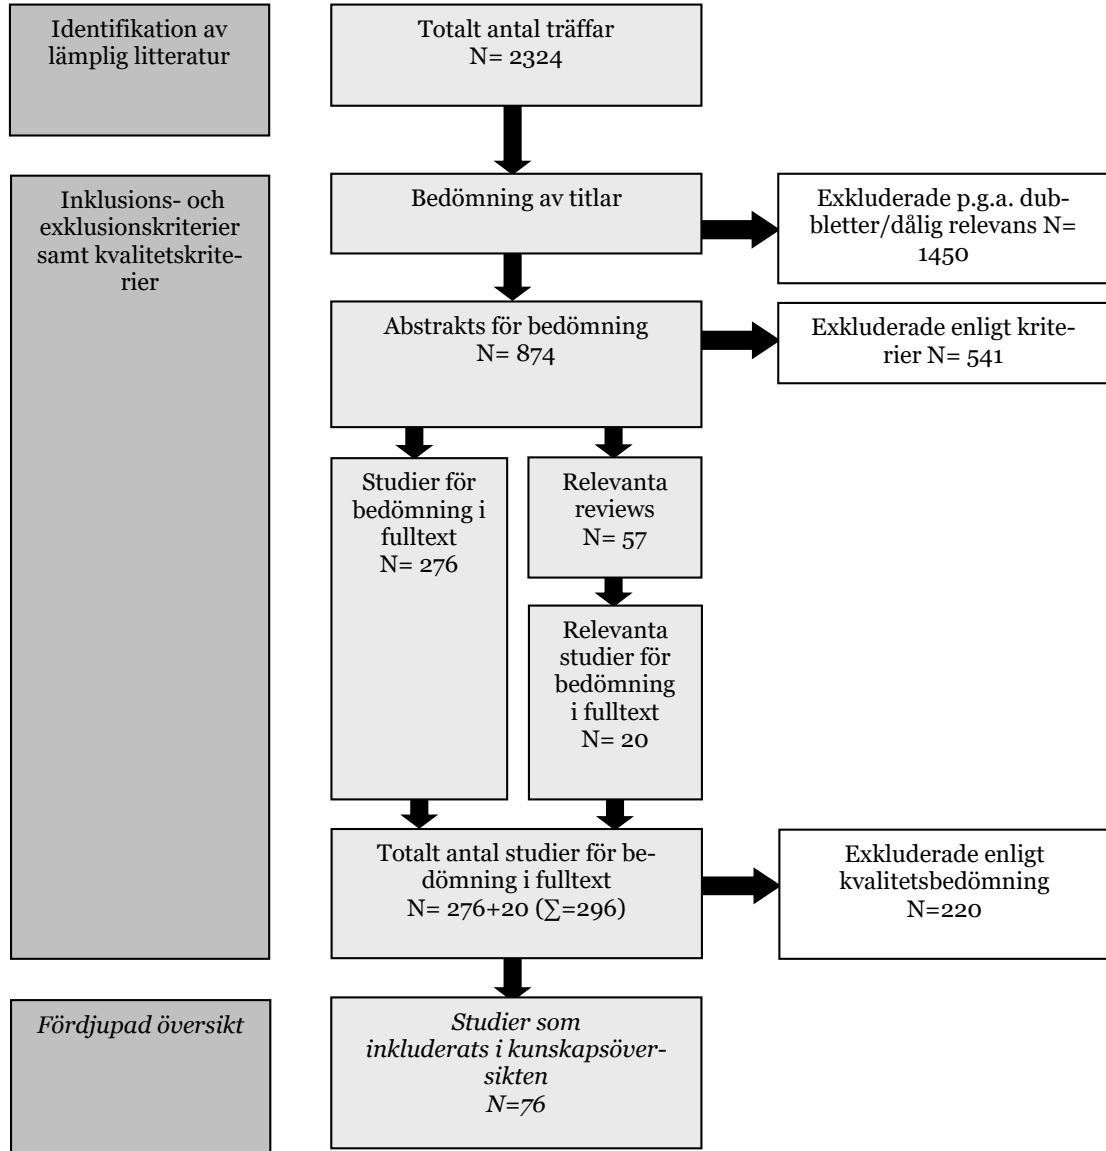 Identifikation av
lämplig litteratur
Totalt antal träffar
N= 2324
Inklusions- och
exklusionskriterier
samt kvalitetskrite-
rier
Bedömning av titlar
Exkluderade p.g.a. dub-
bletter/dålig relevans N=
1450
Abstrakts för bedömning
N= 874
Exkluderade enligt krite-
rier N= 541
Studier för
bedömning i
fulltext
N= 276
Relevanta
reviews
N= 57
Relevanta
studier för
bedömning
i fulltext
N= 20
Totalt antal studier för be-
dömning i fulltext
N= 276+20 (∑=296)
Exkluderade enligt
kvalitetsbedömning
N=220
Fördjupad översikt
Studier som
inkluderats i kunskapsöver-
sikten
N=76